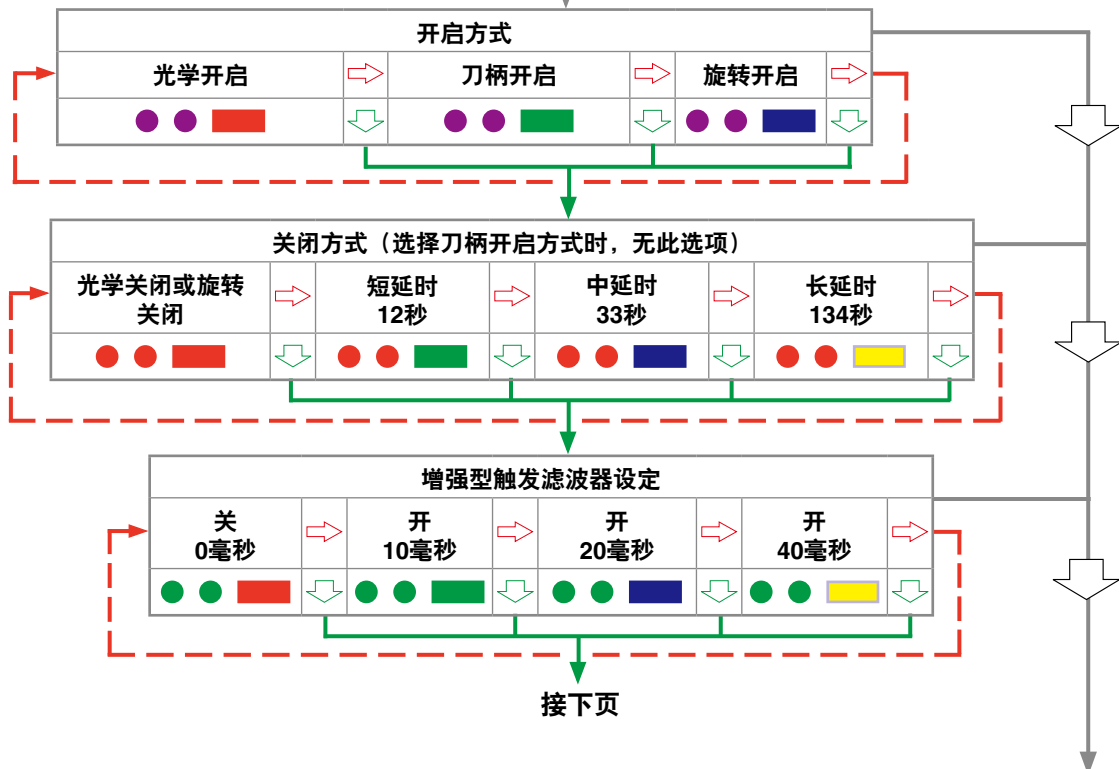 开启方式
光学开启
刀柄开启
旋转开启
关闭方式（选择刀柄开启方式时，无此选项）
光学关闭或旋转
关闭
短延时
12秒
中延时
33秒
长延时
134秒
增强型触发滤波器设定
关
0毫秒
开
10毫秒
开
20毫秒
开
40毫秒
接下页